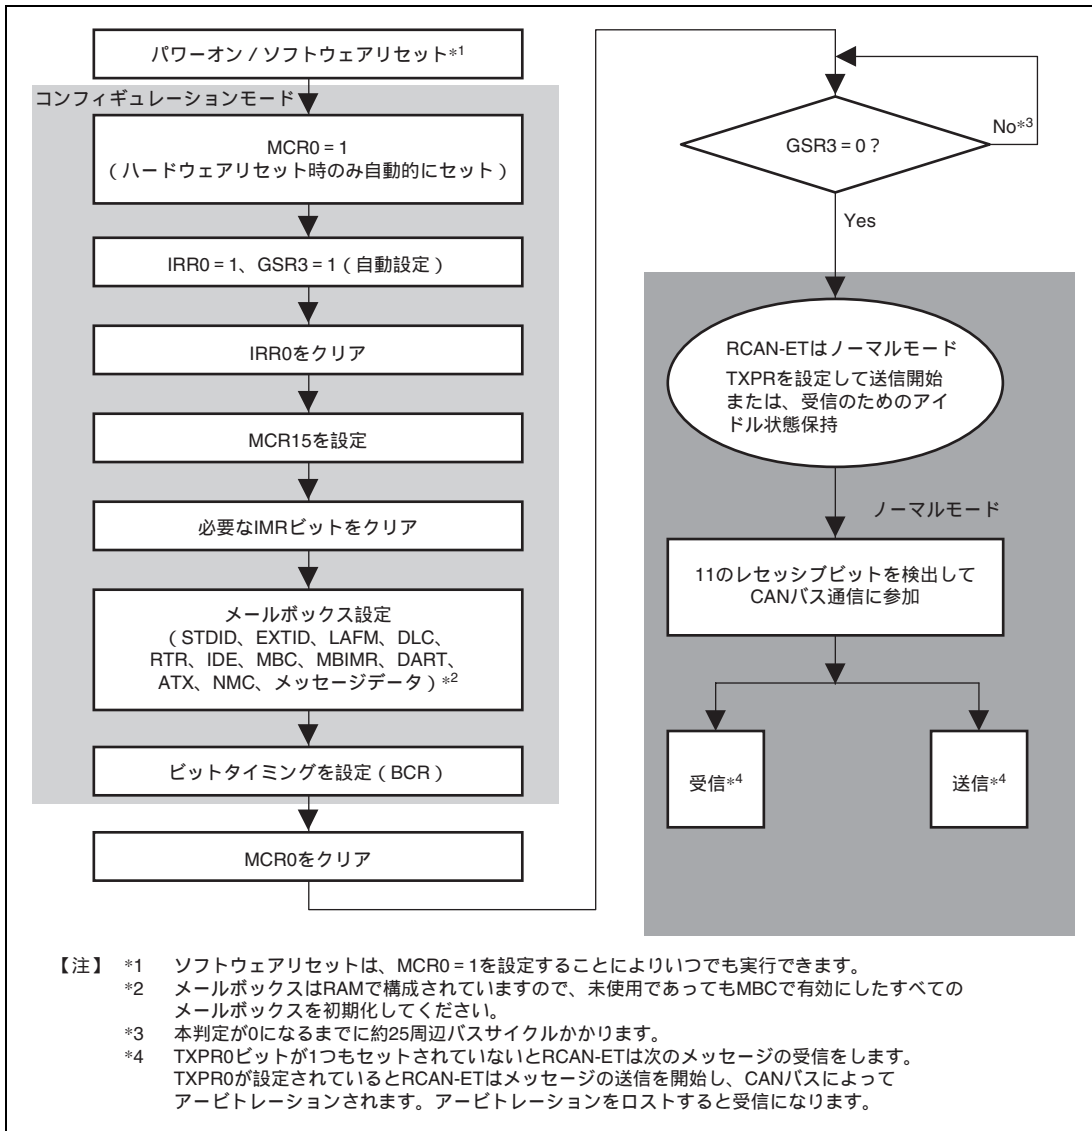 パワーオン / ソフトウェアリセット*1
コンフィギュレーションモード
MCR0 = 1
( ハードウェアリセット時のみ自動的にセット )
IRR0 = 1、GSR3 = 1 ( 自動設定 )
IRR0をクリア
MCR15を設定
必要なIMRビットをクリア
メールボックス設定
( STDID、EXTID、LAFM、DLC、
RTR、IDE、MBC、MBIMR、DART、
ATX、NMC、メッセージデータ ) *2
ビットタイミングを設定 ( BCR )
MCR0をクリア
GSR3 = 0 ?
No*3
Yes
RCAN-ETはノーマルモード
TXPRを設定して送信開始
または、受信のためのアイ
ドル状態保持
ノーマルモード
11のレセッシブビットを検出して
CANバス通信に参加
受信*4
送信*4
【注】 *1 ソフトウェアリセットは、MCR0 = 1を設定することによりいつでも実行できます。
*2 メールボックスはRAMで構成されていますので、未使用であってもMBCで有効にしたすべての
メールボックスを初期化してください。
*3 本判定が0になるまでに約25周辺バスサイクルかかります。
*4 TXPR0ビットが1つもセットされていないとRCAN-ETは次のメッセージの受信をします。
TXPR0が設定されているとRCAN-ETはメッセージの送信を開始し、CANバスによって
アービトレーションされます。アービトレーションをロストすると受信になります。